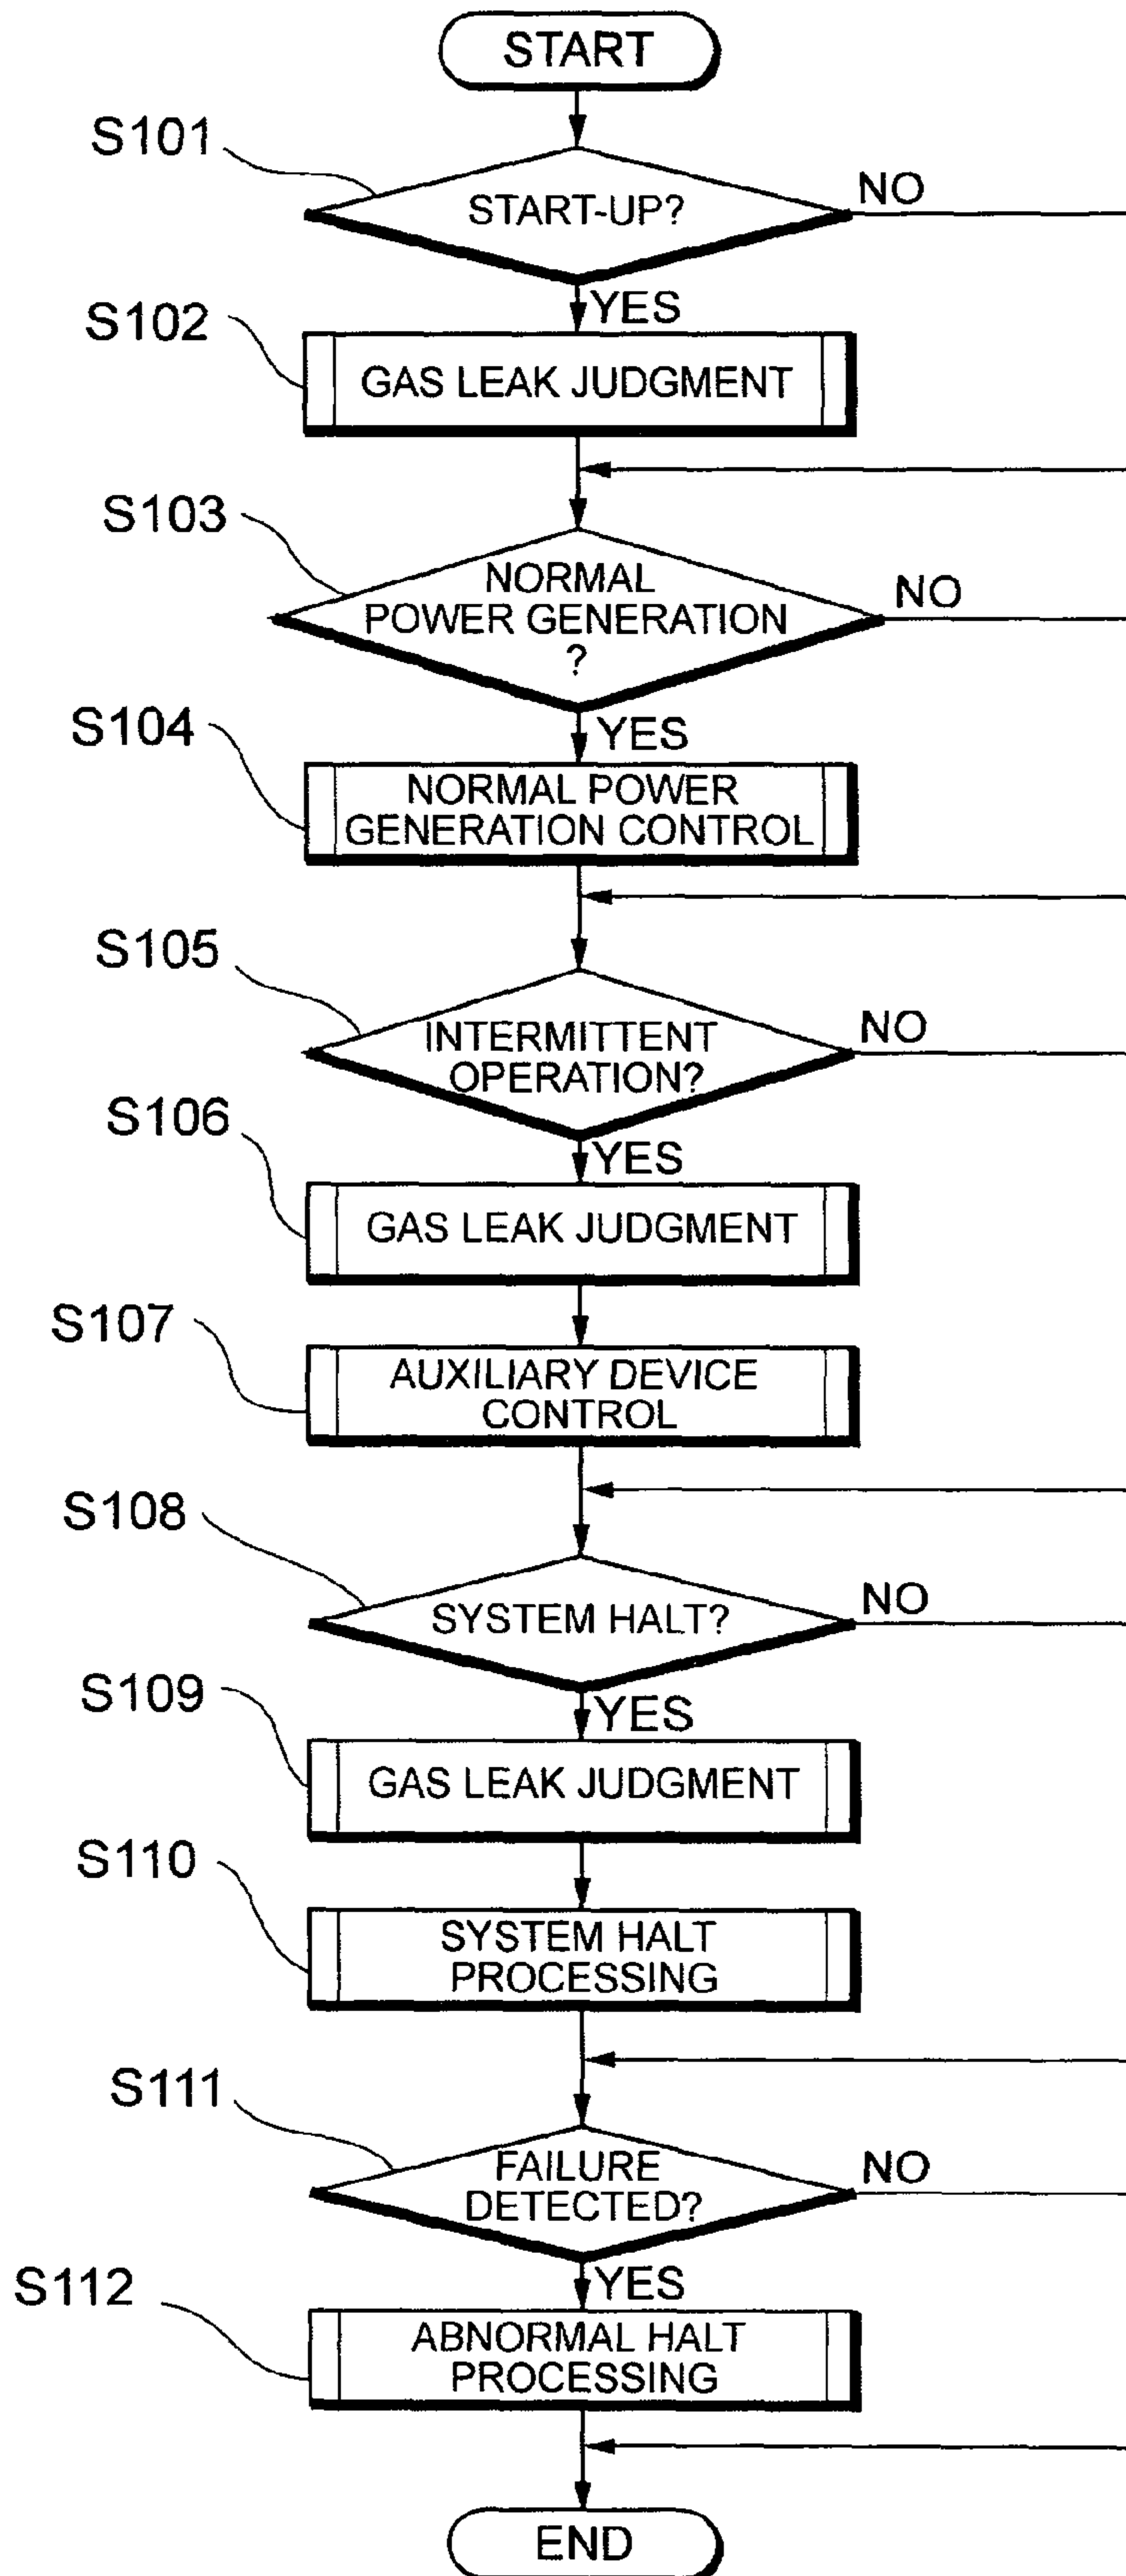 START
S101
START-UP?
NO
YES
S102
GAS LEAK JUDGMENT
S103
NORMAL
POWER GENERATION
?
NO
YES
S104
NORMAL POWER
GENERATION CONTROL
S105
INTERMITTENT
OPERATION?
NO
YES
S106
GAS LEAK JUDGMENT
S107
AUXILIARY DEVICE
CONTROL
S108
SYSTEM HALT?
NO
YES
S109
GAS LEAK JUDGMENT
S110
SYSTEM HALT
PROCESSING
S111
FAILURE
DETECTED?
NO
YES
S112
ABNORMAL HALT
PROCESSING
END